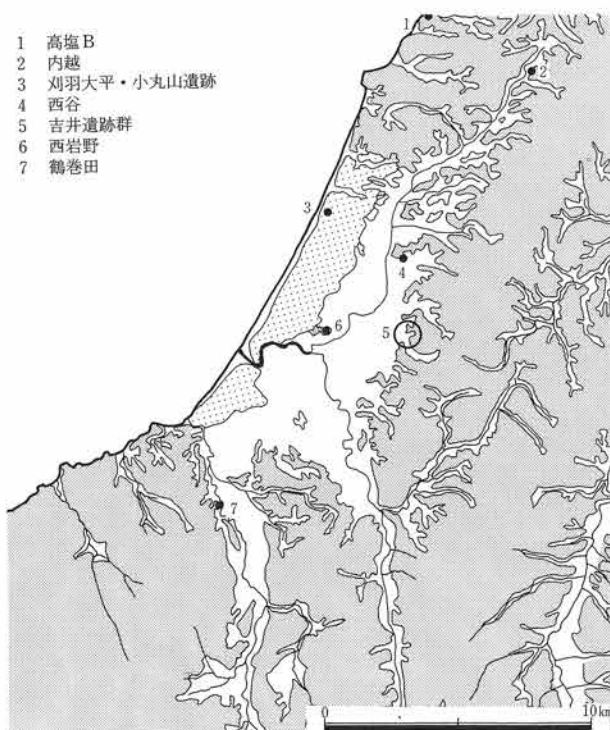 1 高塩B
2 内越
3 刈羽大平・小丸山遺跡
4 西谷
5 吉井遺跡群
6 西岩野
7 鶴巻田
1
2
3
4
5
6
7
0 10km